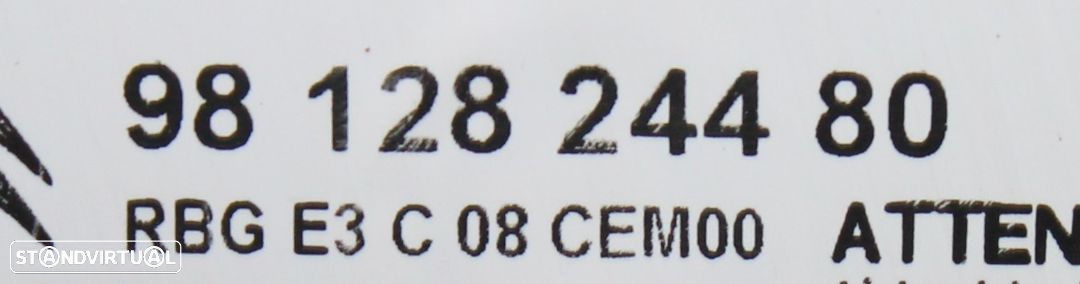 98 128 244 80
RBG E3 C 08 CEM00 ATTEN
STANDVIRTUAL